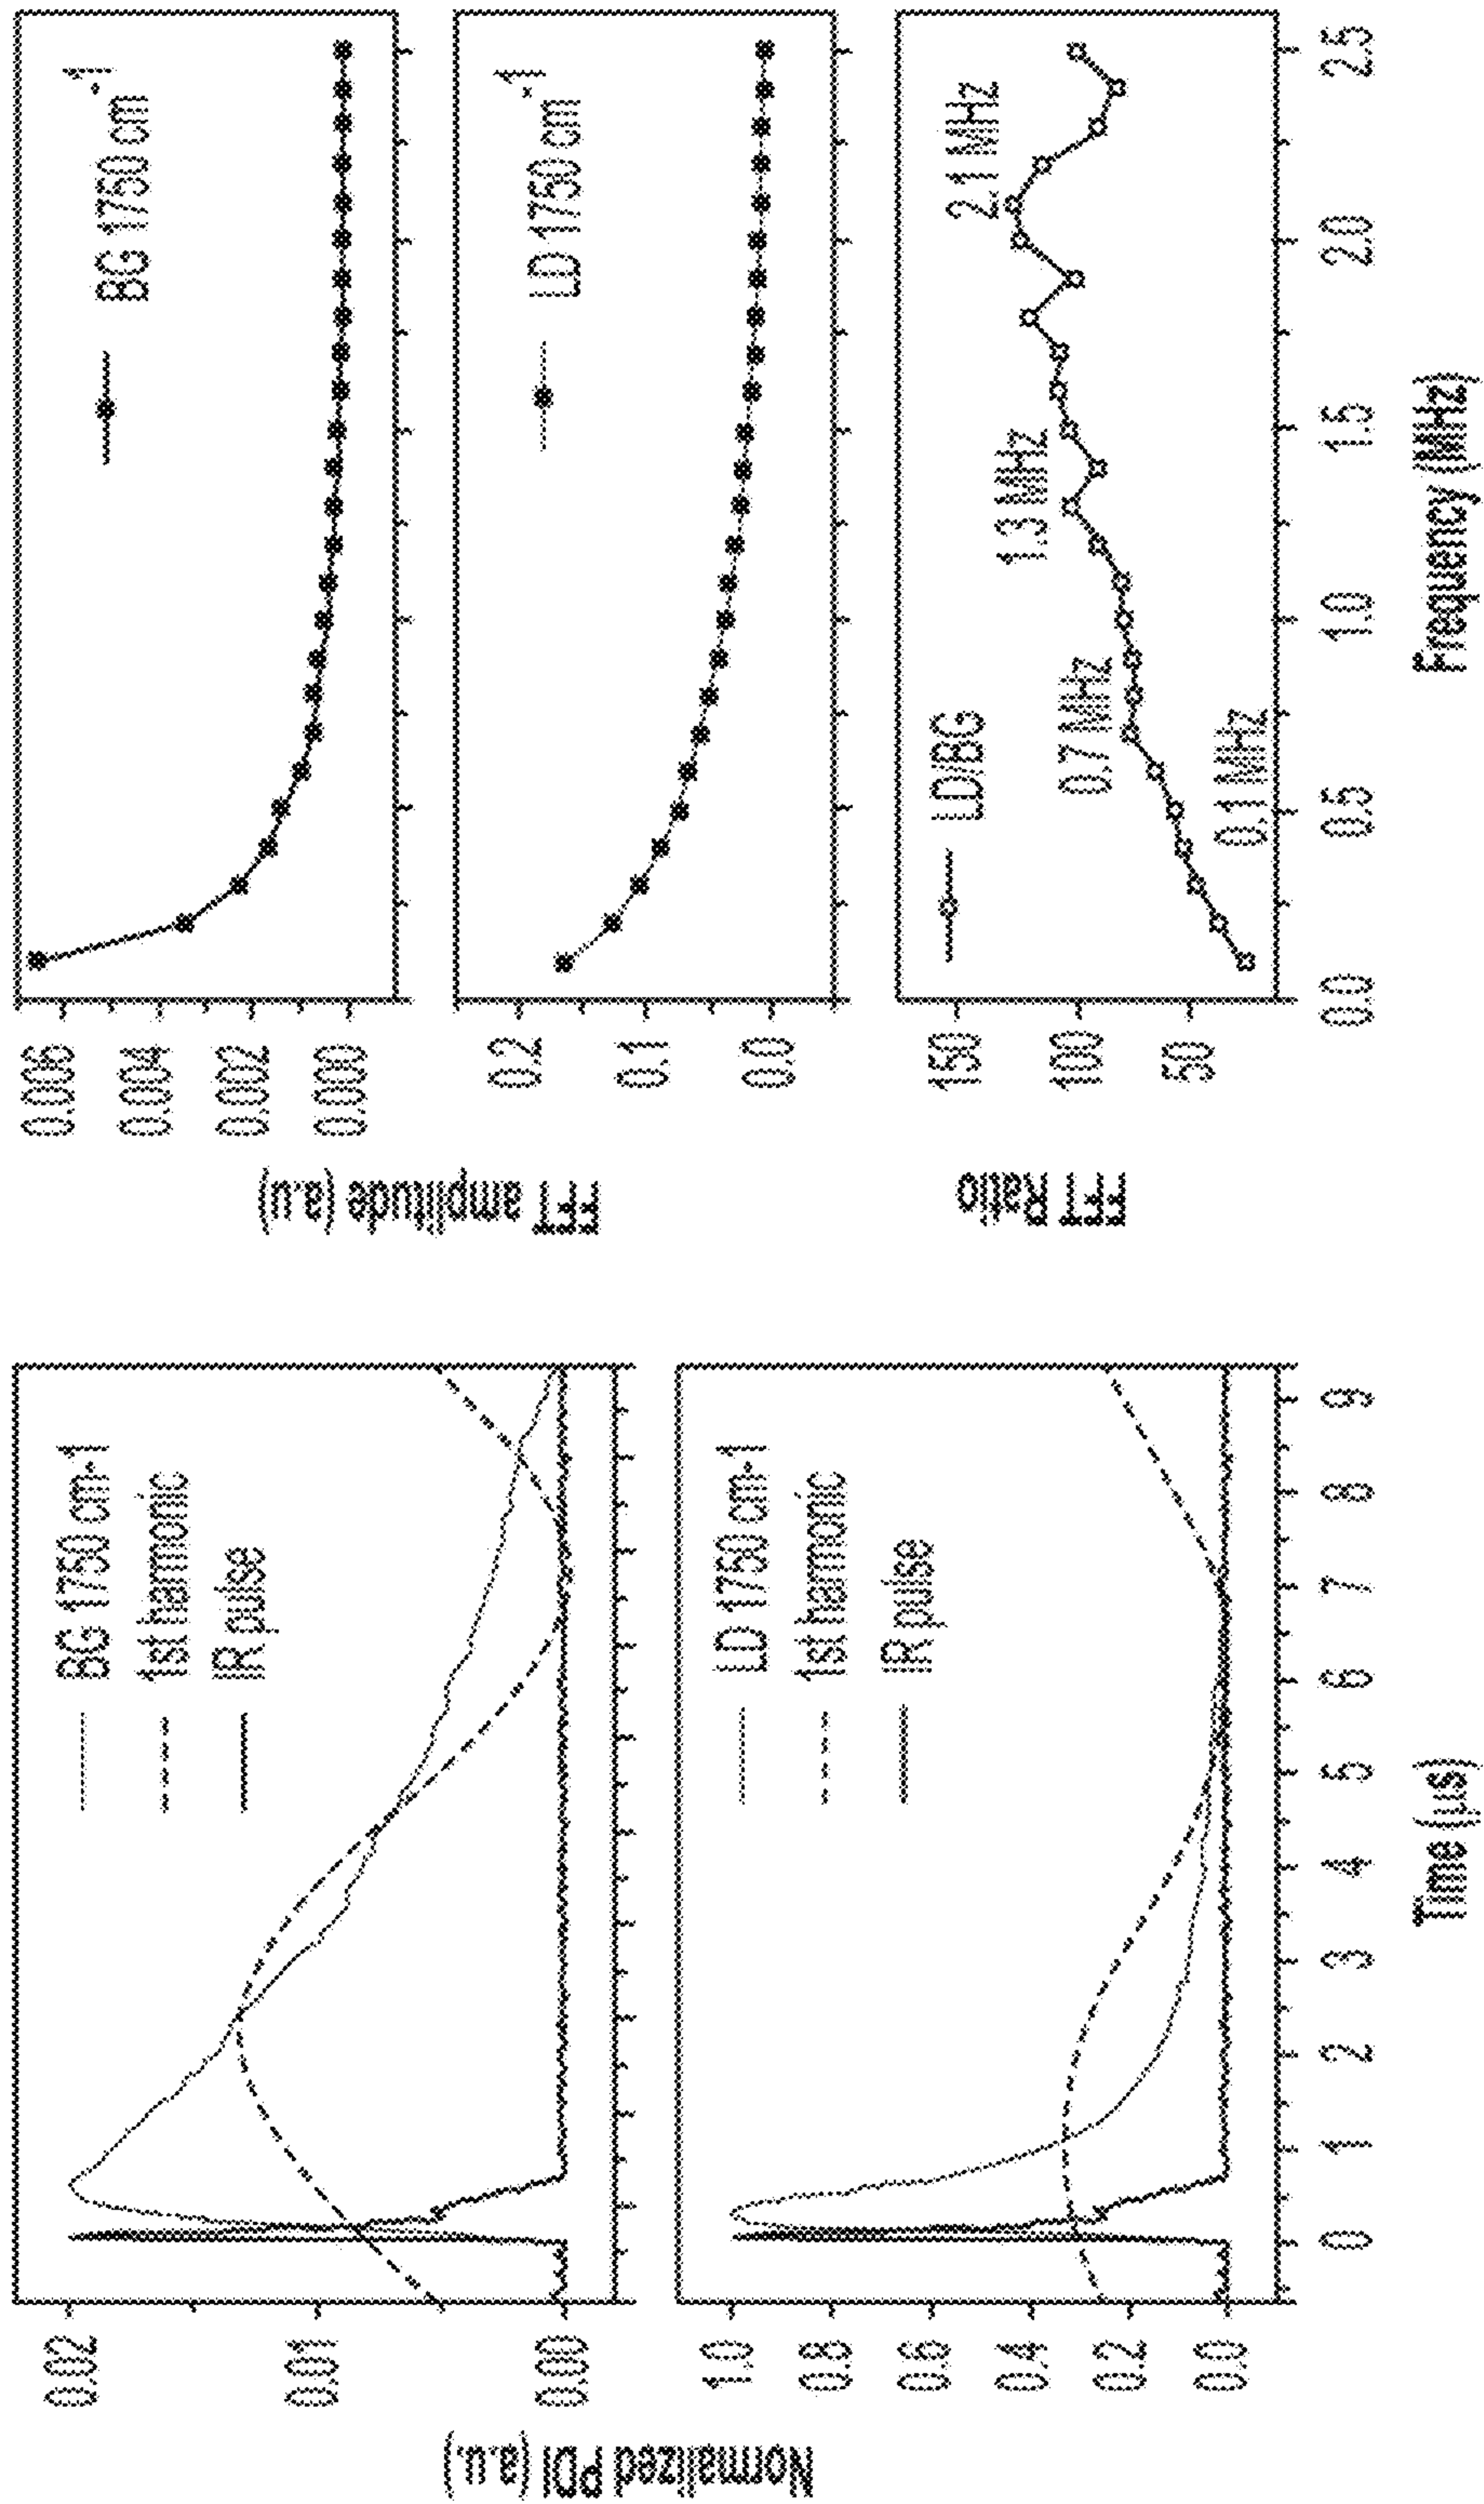 Normalized PDI (a.u.)
0.02
0.01
0.00
BG 1750 cm-1
1st harmonic
IR pulse
1.0
0.8
0.6
0.4
0.2
0.0
LD 1750 cm-1
1st harmonic
IR pulse
0 1 2 3 4 5 6 7 8 9
Time (µs)
FFT amplitude (a.u)
0.006
0.004
0.002
0.000
BG 1750 cm-1
0.2
0.1
0.0
LD 1750 cm-1
FFT Ratio
150
100
50
LD/BG
0.1 MHz
0.7 MHz
1.3 MHz
2.1 MHz
0.0 0.5 1.0 1.5 2.0 2.5
Frequency (MHz)